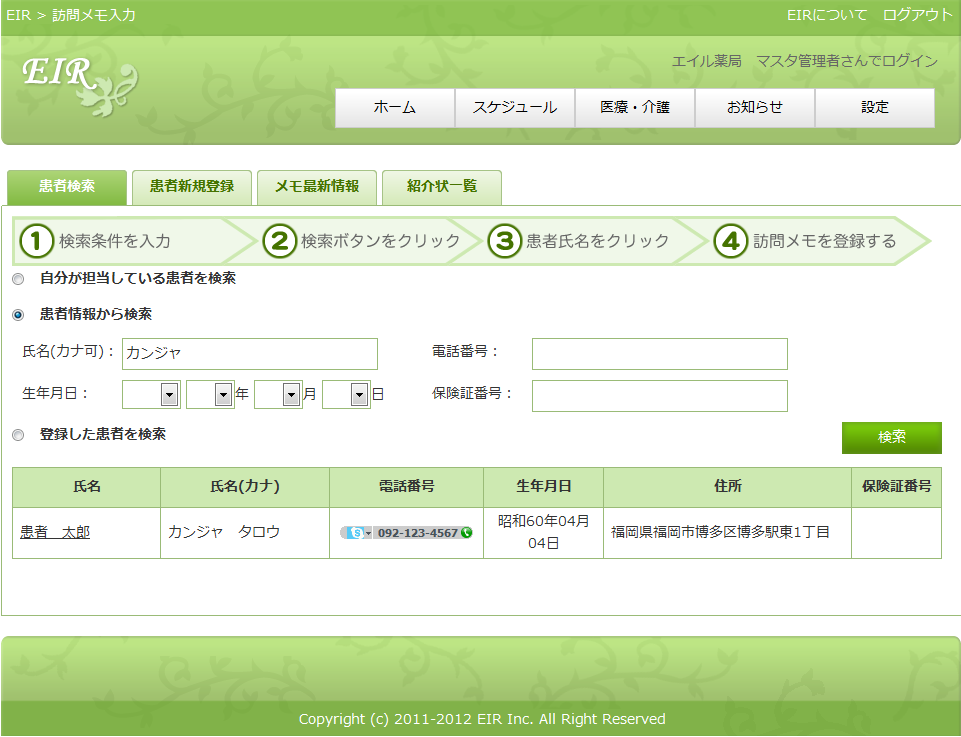 EIR > 訪問メモ入力
EIRについて ログアウト
EIR
エイル薬局 マスタ管理者さんでログイン
ホーム
スケジュール
医療・介護
お知らせ
設定
患者検索
患者新規登録
メモ最新情報
紹介状一覧
1 検索条件を入力
2 検索ボタンをクリック
3 患者氏名をクリック
4 訪問メモを登録する
自分が担当している患者を検索
患者情報から検索
氏名(カナ可)： カンジャ
電話番号：
生年月日： 年 月 日
保険証番号：
登録した患者を検索
検索
氏名 氏名(カナ) 電話番号 生年月日 住所 保険証番号
患者　太郎
カンジャ　タロウ
092-123-4567
昭和60年04月
04日
福岡県福岡市博多区博多駅東1丁目
Copyright (c) 2011-2012 EIR Inc. All Right Reserved